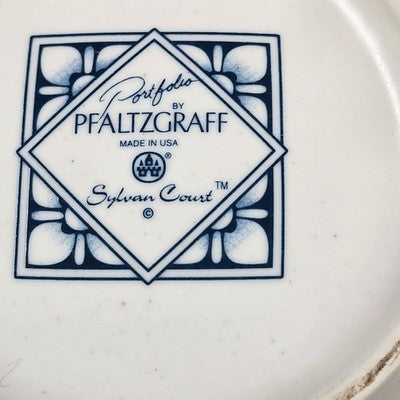 Portfolio
BY
PFALTZGRAFF
MADE IN USA
®
Sylvan Court™
©